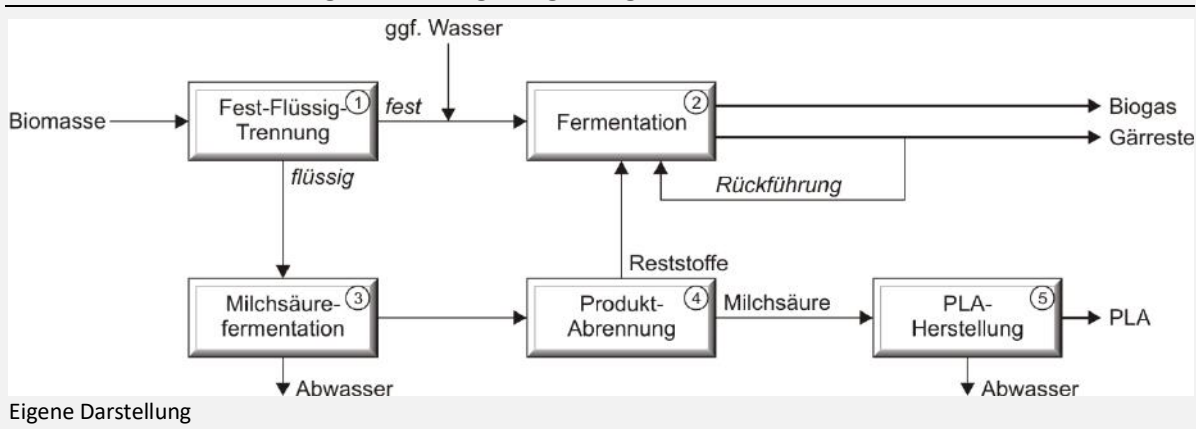 ggf. Wasser
Biomasse
Fest-Flüssig-
Trennung
1
fest
Fermentation
2
Biogas
Gärreste
flüssig
Rückführung
Reststoffe
Milchsäure-
fermentation
3
Produkt-
Abrennung
4
Milchsäure
PLA-
Herstellung
5
PLA
Abwasser
Abwasser
Eigene Darstellung